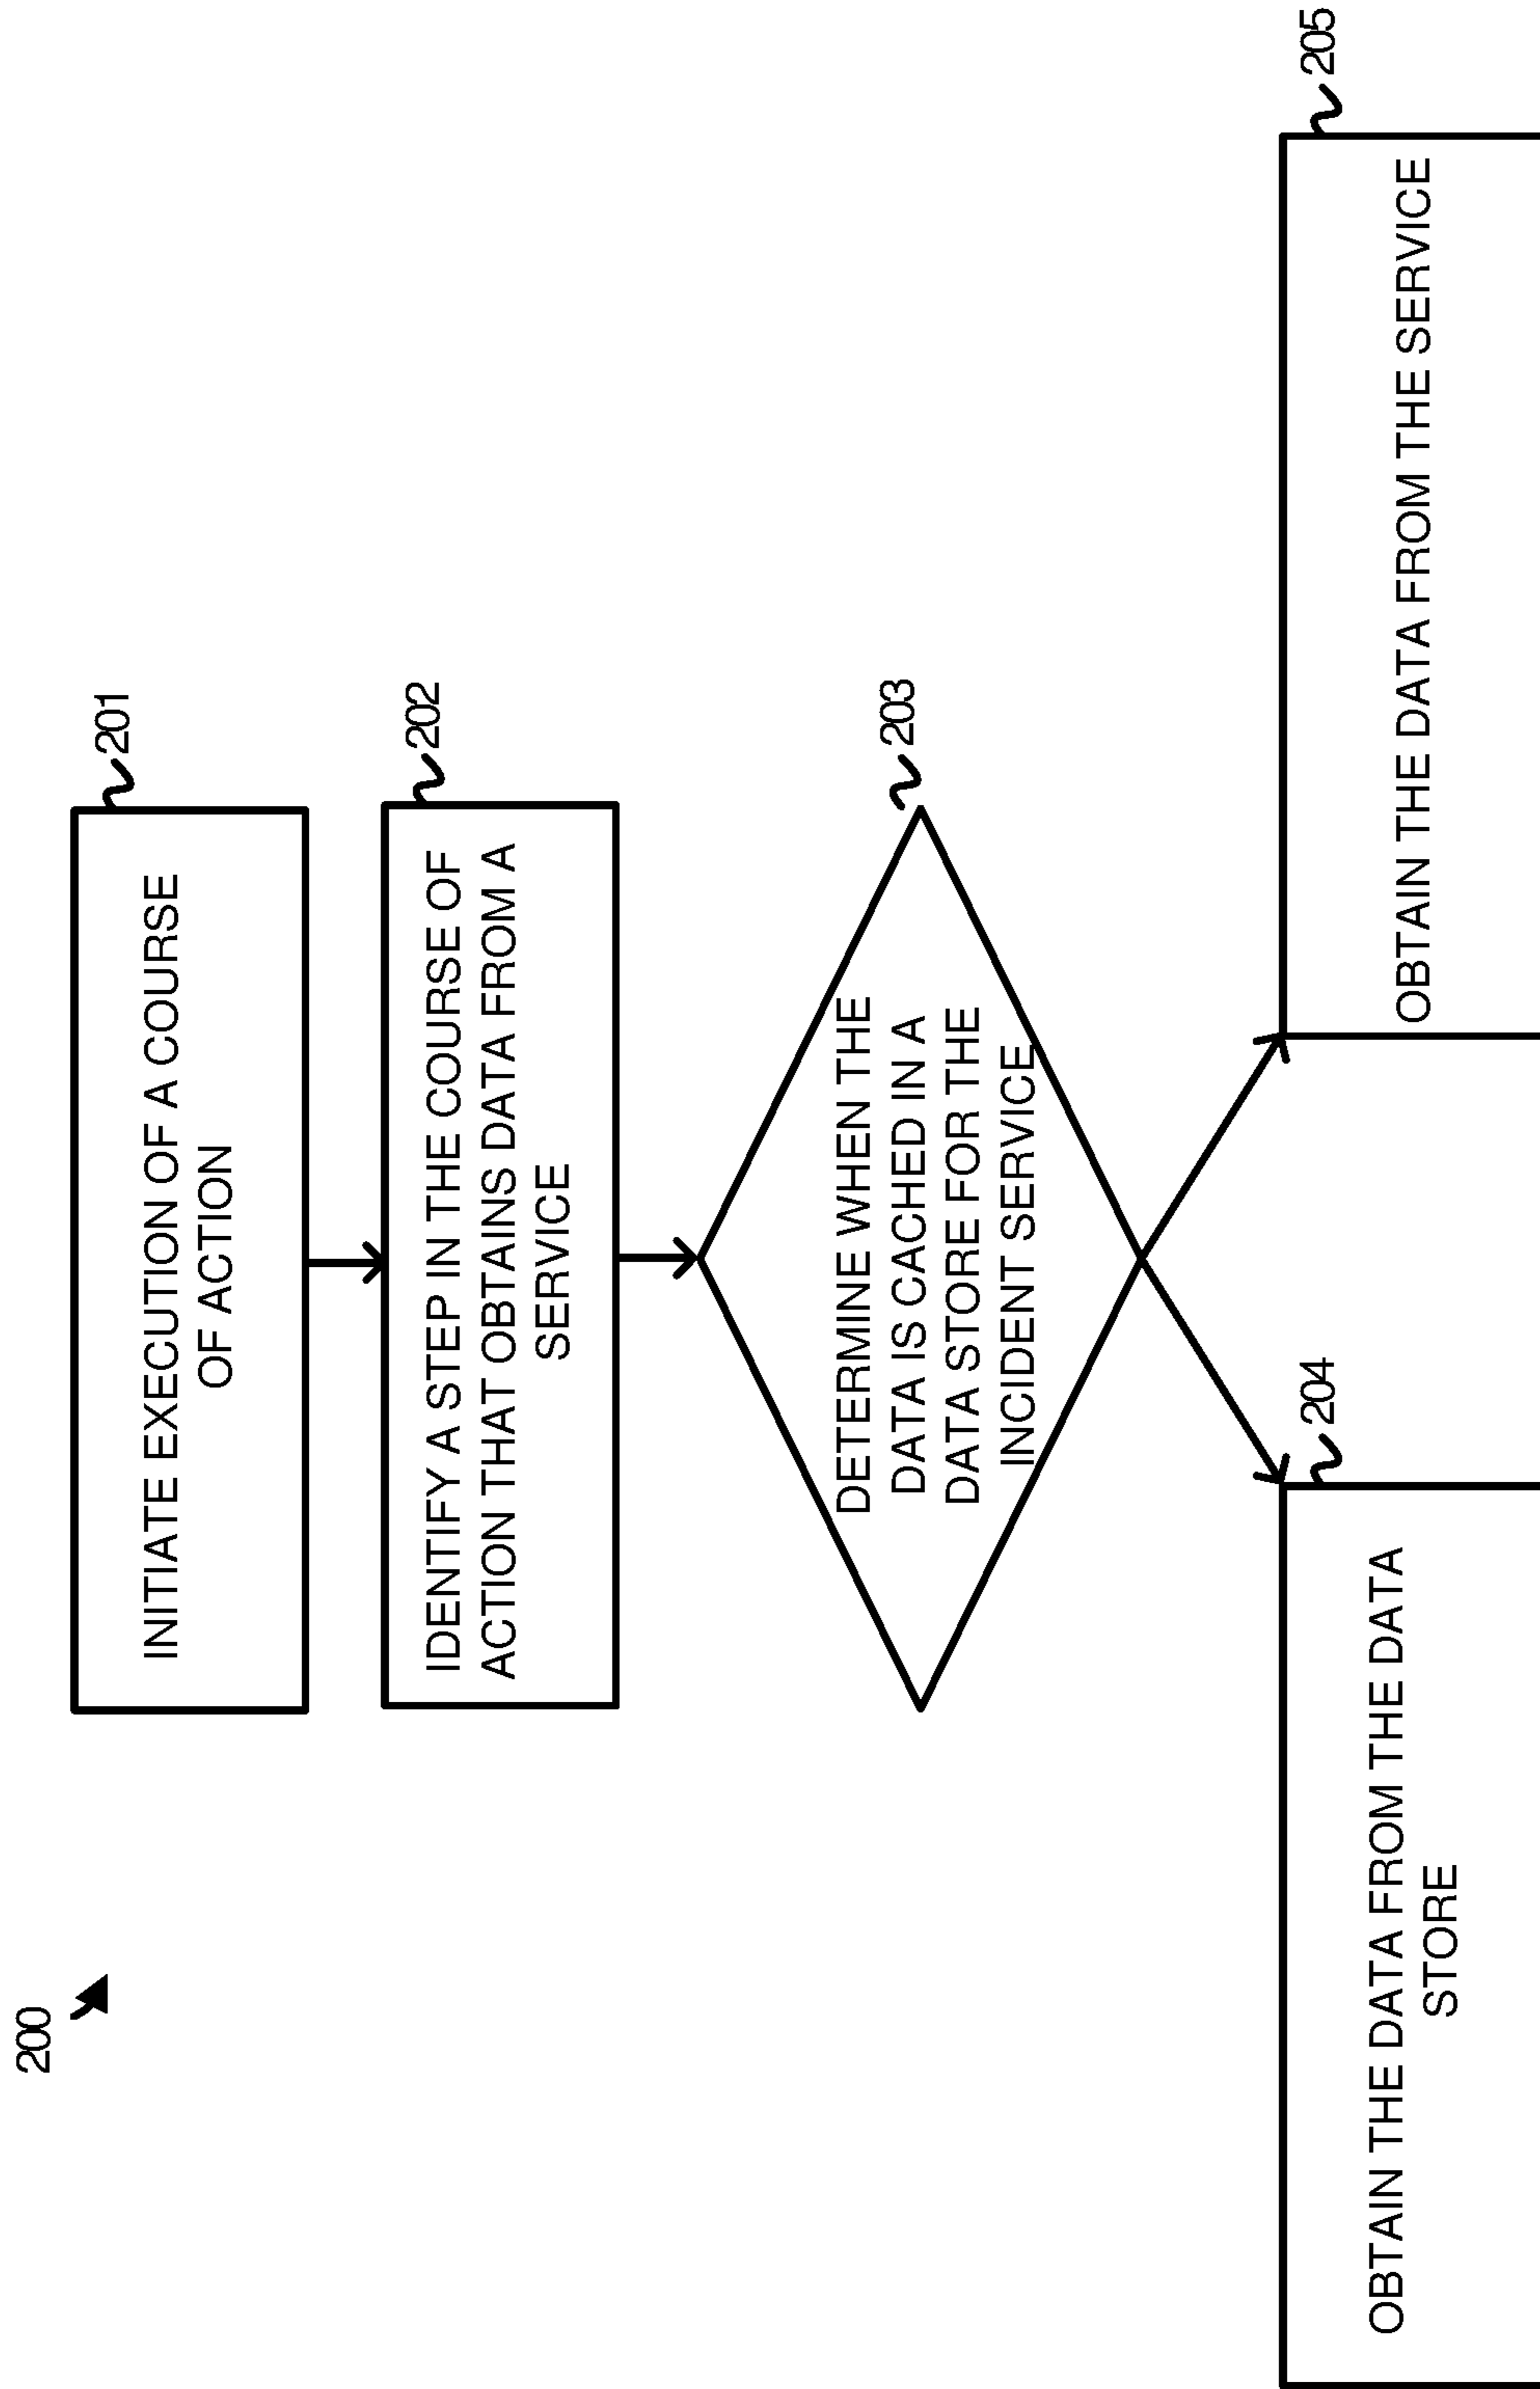 200
201
INITIATE EXECUTION OF A COURSE
OF ACTION
202
IDENTIFY A STEP IN THE COURSE OF
ACTION THAT OBTAINS DATA FROM A
SERVICE
203
DETERMINE WHEN THE
DATA IS CACHED IN A
DATA STORE FOR THE
INCIDENT SERVICE
204
OBTAIN THE DATA FROM THE DATA
STORE
205
OBTAIN THE DATA FROM THE SERVICE